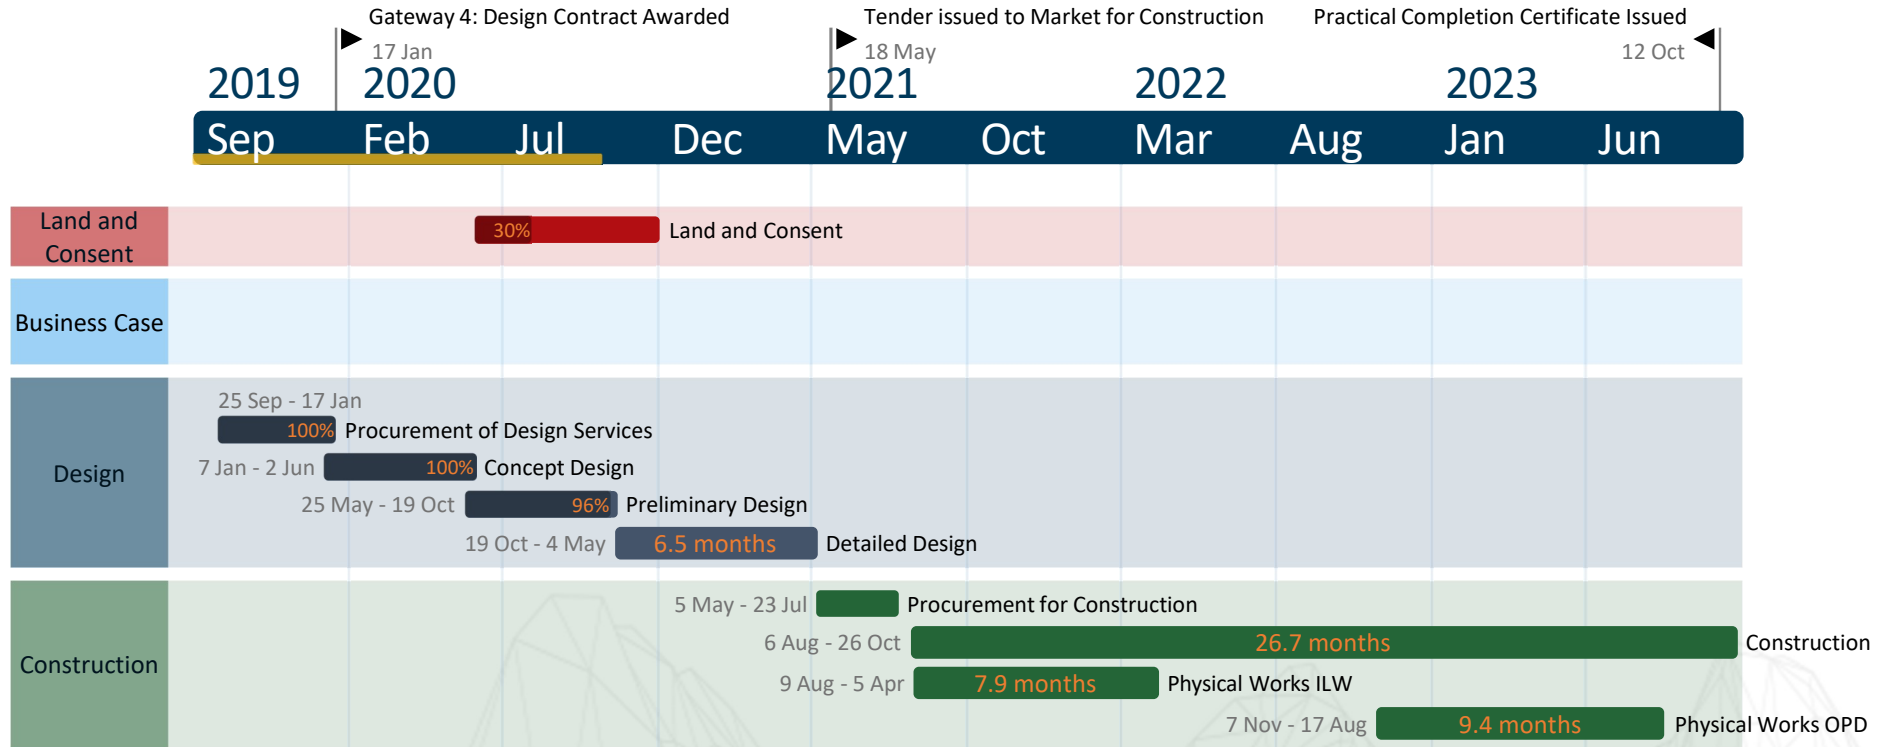 Gateway 4: Design Contract Awarded
17 Jan
Tender issued to Market for Construction
18 May
Practical Completion Certificate Issued
12 Oct
2019 2020 2021 2022 2023
Sep Feb Jul Dec May Oct Mar Aug Jan Jun
Land and
Consent
30% Land and Consent
Business Case
Design
25 Sep - 17 Jan
100% Procurement of Design Services
7 Jan - 2 Jun 100% Concept Design
25 May - 19 Oct 96% Preliminary Design
19 Oct - 4 May 6.5 months Detailed Design
Construction
5 May - 23 Jul Procurement for Construction
6 Aug - 26 Oct 26.7 months Construction
9 Aug - 5 Apr 7.9 months Physical Works ILW
7 Nov - 17 Aug 9.4 months Physical Works OPD